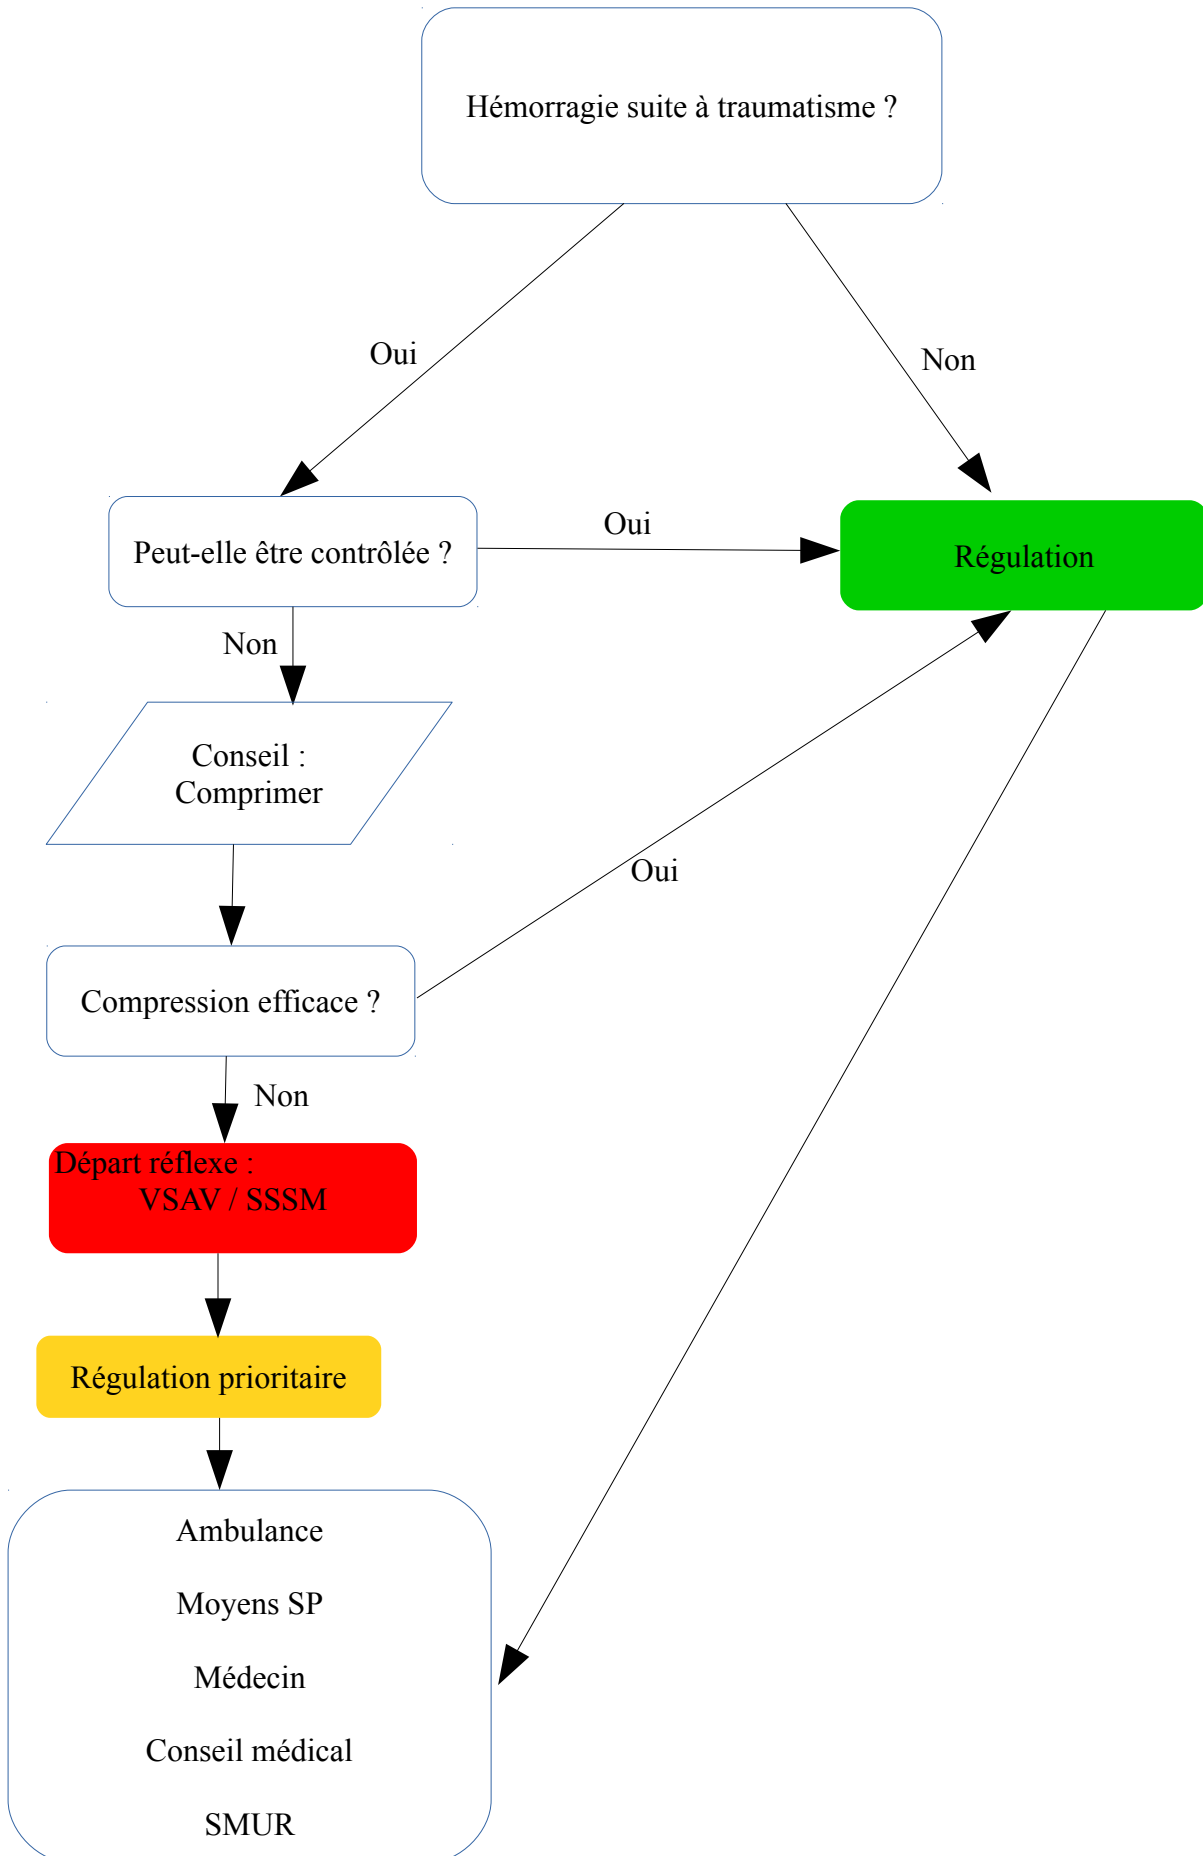 Hémorragie suite à traumatisme ?
Oui
Non
Peut-elle être contrôlée ?
Oui
Régulation
Non
Conseil :
Comprimer
Oui
Compression efficace ?
Non
Départ réflexe :
VSAV / SSSM
Régulation prioritaire
Ambulance
Moyens SP
Médecin
Conseil médical
SMUR